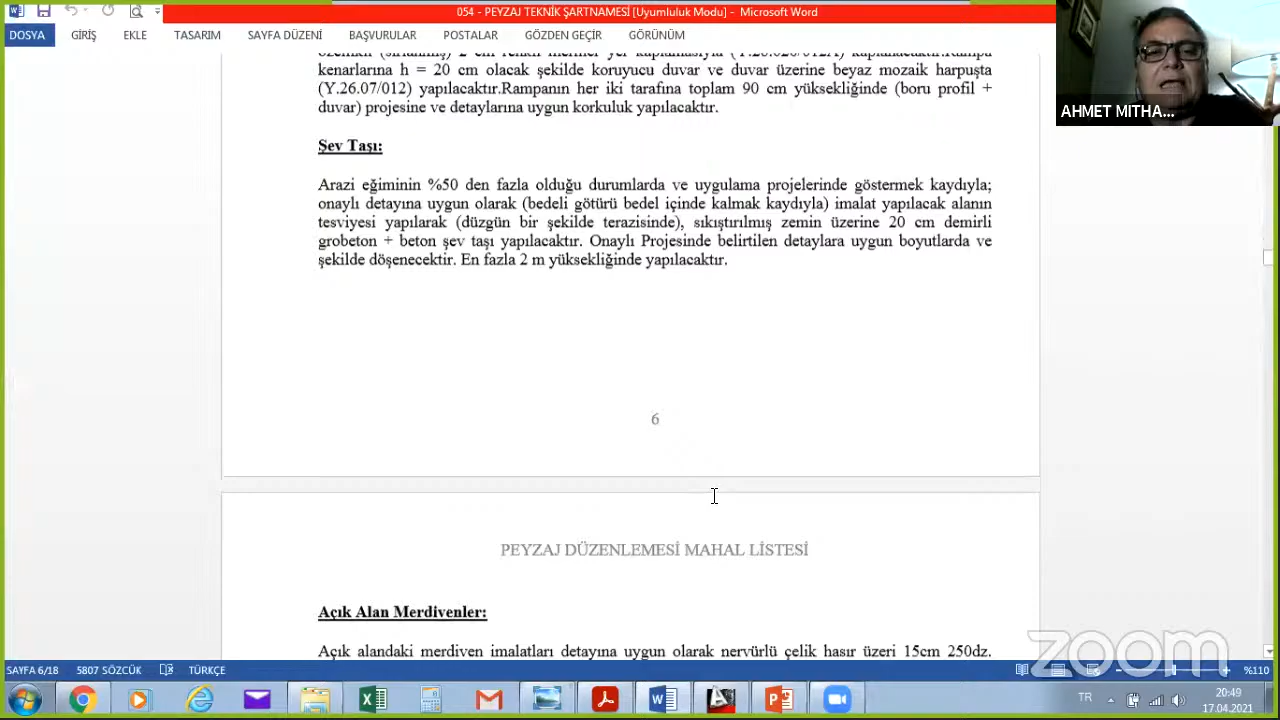 054 - PEYZAJ TEKNİK ŞARTNAMESİ [Uyumluluk Modu] - Microsoft Word
DOSYA GİRİŞ EKLE TASARIM SAYFA DÜZENİ BAŞVURULAR POSTALAR GÖZDEN GEÇİR GÖRÜNÜM
AHMET MITHA...
kenarlarına h = 20 cm olacak şekilde koruyucu duvar ve duvar üzerine beyaz mozaik harpuşta
(Y.26.07/012) yapılacaktır.Rampanın her iki tarafına toplam 90 cm yüksekliğinde (boru profil +
duvar) projesine ve detaylarına uygun korkuluk yapılacaktır.
Şev Taşı:
Arazi eğiminin %50 den fazla olduğu durumlarda ve uygulama projelerinde göstermek kaydıyla;
onaylı detayına uygun olarak (bedeli götürü bedel içinde kalmak kaydıyla) imalat yapılacak alanın
tesviyesi yapılarak (düzgün bir şekilde terazisinde), sıkıştırılmış zemin üzerine 20 cm demirli
grobeton + beton şev taşı yapılacaktır. Onaylı Projesinde belirtilen detaylara uygun boyutlarda ve
şekilde döşenecektir. En fazla 2 m yüksekliğinde yapılacaktır.
6
PEYZAJ DÜZENLEMESİ MAHAL LİSTESİ
Açık Alan Merdivenler:
Açık alandaki merdiven imalatları detayına uygun olarak nervürlü çelik hasır üzeri 15cm 250dz.
zoom
SAYFA 6/18 5807 SÖZCÜK TÜRKÇE %110
TR 20:49
17.04.2021